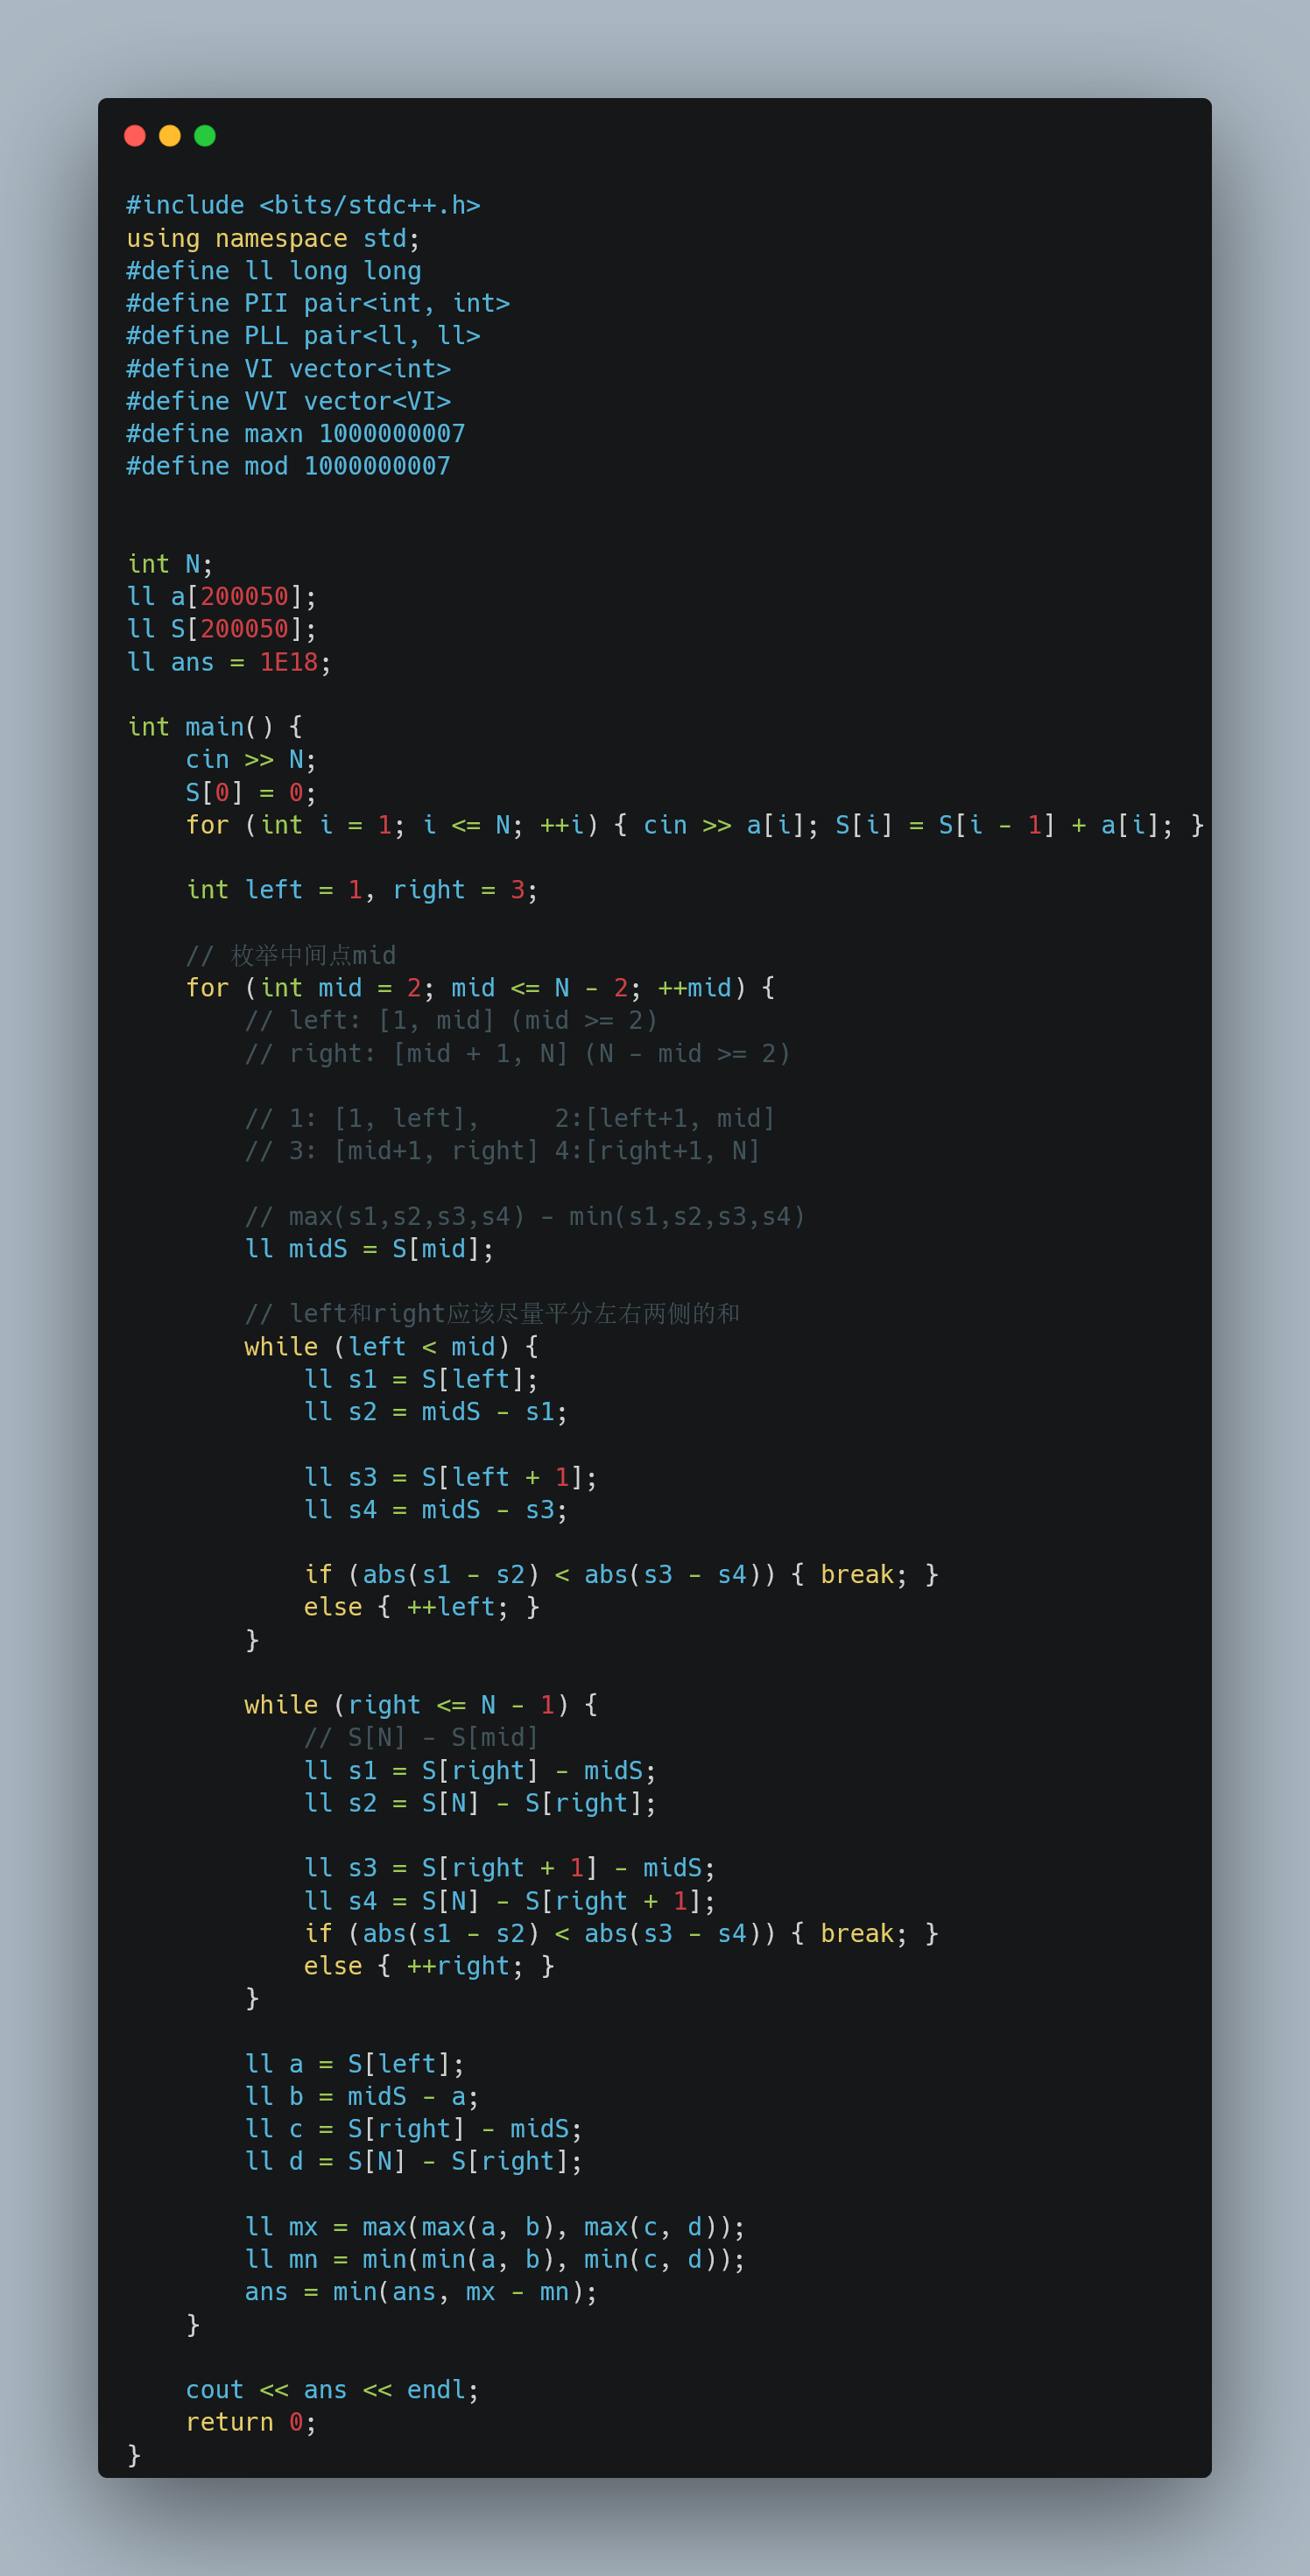 #include <bits/stdc++.h>
using namespace std;
#define ll long long
#define PII pair<int, int>
#define PLL pair<ll, ll>
#define VI vector<int>
#define VVI vector<VI>
#define maxn 1000000007
#define mod 1000000007
int N;
ll a[200050];
ll S[200050];
ll ans = 1E18;
int main() {
    cin >> N;
    S[0] = 0;
    for (int i = 1; i <= N; ++i) { cin >> a[i]; S[i] = S[i - 1] + a[i]; }
    int left = 1, right = 3;
    // 枚举中间点mid
    for (int mid = 2; mid <= N - 2; ++mid) {
        // left: [1, mid] (mid >= 2)
        // right: [mid + 1, N] (N - mid >= 2)
        // 1: [1, left],     2:[left+1, mid]
        // 3: [mid+1, right] 4:[right+1, N]
        // max(s1,s2,s3,s4) - min(s1,s2,s3,s4)
        ll midS = S[mid];
        // left和right应该尽量平分左右两侧的和
        while (left < mid) {
            ll s1 = S[left];
            ll s2 = midS - s1;
            ll s3 = S[left + 1];
            ll s4 = midS - s3;
            if (abs(s1 - s2) < abs(s3 - s4)) { break; }
            else { ++left; }
        }
        while (right <= N - 1) {
            // S[N] - S[mid]
            ll s1 = S[right] - midS;
            ll s2 = S[N] - S[right];
            ll s3 = S[right + 1] - midS;
            ll s4 = S[N] - S[right + 1];
            if (abs(s1 - s2) < abs(s3 - s4)) { break; }
            else { ++right; }
        }
        ll a = S[left];
        ll b = midS - a;
        ll c = S[right] - midS;
        ll d = S[N] - S[right];
        ll mx = max(max(a, b), max(c, d));
        ll mn = min(min(a, b), min(c, d));
        ans = min(ans, mx - mn);
    }
    cout << ans << endl;
    return 0;
}